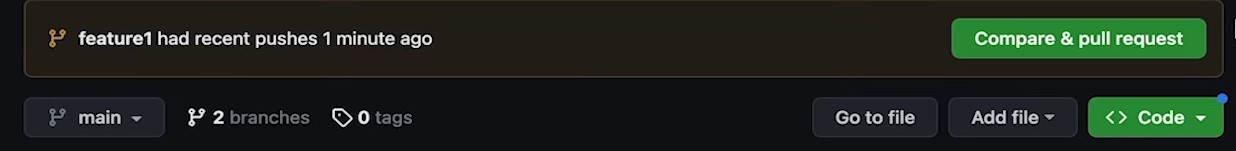 feature1 had recent pushes 1 minute ago Compare & pull request
main 2 branches 0 tags Go to file Add file <> Code